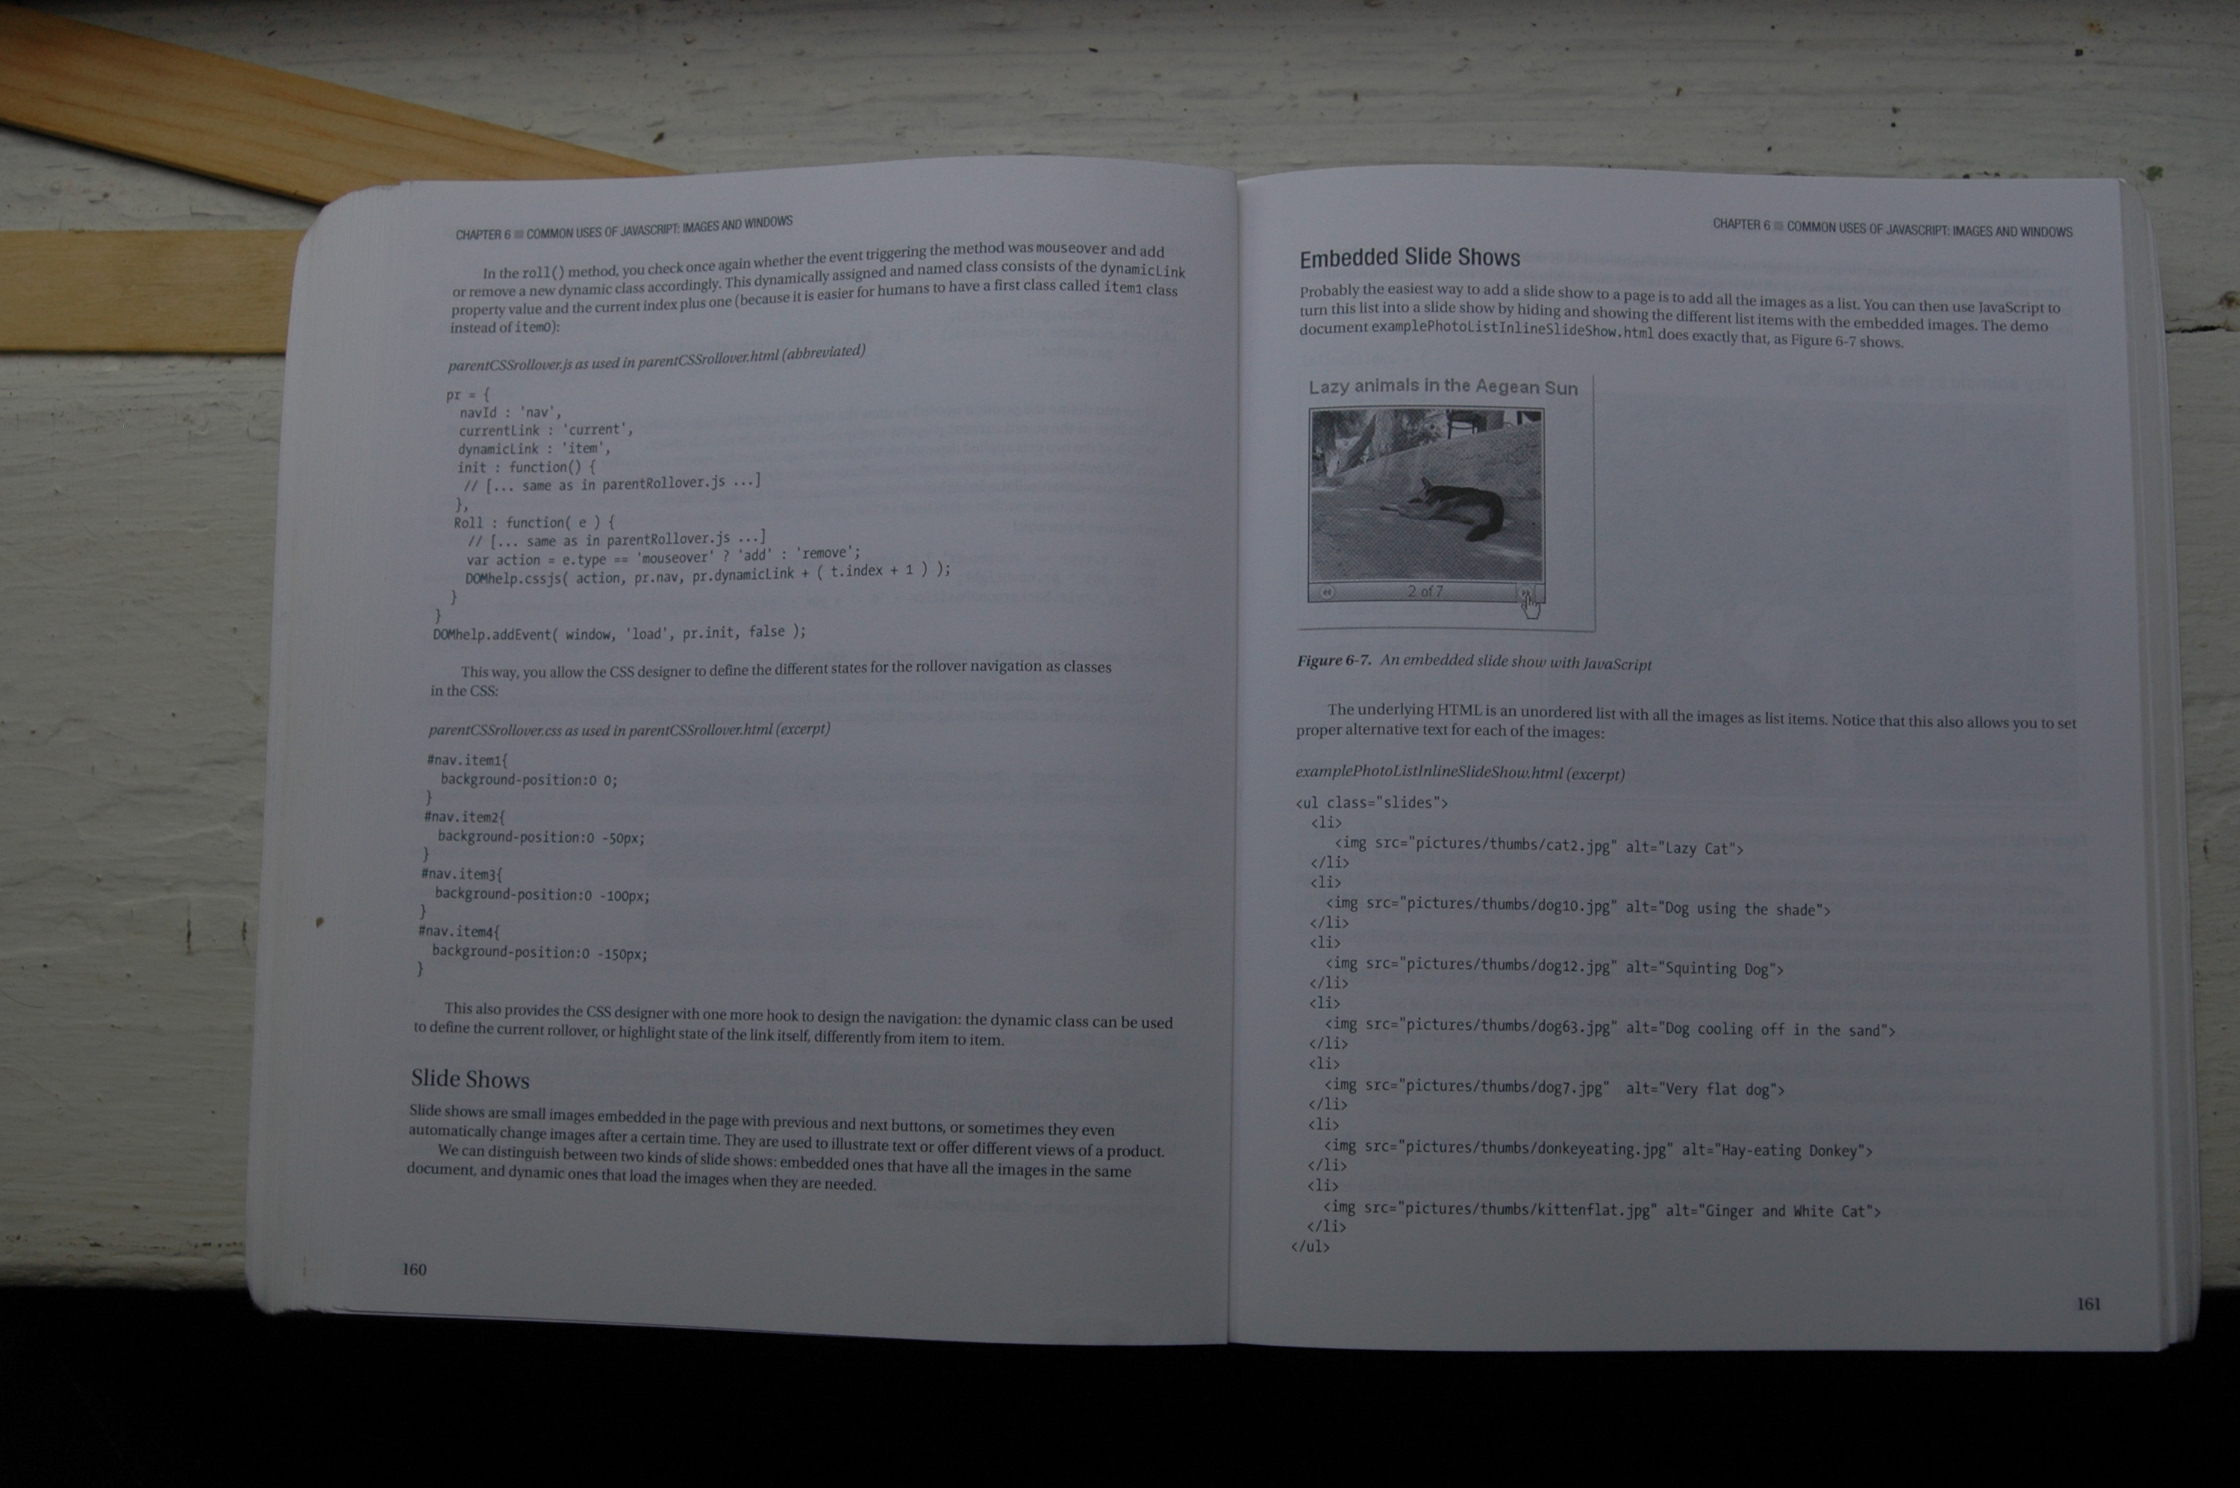 CHAPTER 6 ■ COMMON USES OF JAVASCRIPT: IMAGES AND WINDOWS
In the roll() method, you check once again whether the event triggering the method was mouseover and add
or remove a new dynamic class accordingly. This dynamically assigned and named class consists of the dynamicLink
property value and the current index plus one (because it is easier for humans to have a first class called item1 class
instead of item0):
parentCSSrollover.js as used in parentCSSrollover.html (abbreviated)
pr = {
navId : 'nav',
currentLink : 'current',
dynamicLink : 'item',
init : function() {
// [... same as in parentRollover.js ...]
},
Roll : function( e ) {
// [... same as in parentRollover.js ...]
var action = e.type == 'mouseover' ? 'add' : 'remove';
DOMhelp.cssjs( action, pr.nav, pr.dynamicLink + ( t.index + 1 ) );
}
}
DOMhelp.addEvent( window, 'load', pr.init, false );
This way, you allow the CSS designer to define the different states for the rollover navigation as classes
in the CSS:
parentCSSrollover.css as used in parentCSSrollover.html (excerpt)
#nav.item1{
background-position:0 0;
}
#nav.item2{
background-position:0 -50px;
}
#nav.item3{
background-position:0 -100px;
}
#nav.item4{
background-position:0 -150px;
}
This also provides the CSS designer with one more hook to design the navigation: the dynamic class can be used
to define the current rollover, or highlight state of the link itself, differently from item to item.
Slide Shows
Slide shows are small images embedded in the page with previous and next buttons, or sometimes they even
automatically change images after a certain time. They are used to illustrate text or offer different views of a product.
We can distinguish between two kinds of slide shows: embedded ones that have all the images in the same
document, and dynamic ones that load the images when they are needed.
160
CHAPTER 6 ■ COMMON USES OF JAVASCRIPT: IMAGES AND WINDOWS
Embedded Slide Shows
Probably the easiest way to add a slide show to a page is to add all the images as a list. You can then use JavaScript to
turn this list into a slide show by hiding and showing the different list items with the embedded images. The demo
document examplePhotoListInlineSlideShow.html does exactly that, as Figure 6-7 shows.
Lazy animals in the Aegean Sun
2 of 7
Figure 6-7. An embedded slide show with JavaScript
The underlying HTML is an unordered list with all the images as list items. Notice that this also allows you to set
proper alternative text for each of the images:
examplePhotoListInlineSlideShow.html (excerpt)
<ul class="slides">
<li>
<img src="pictures/thumbs/cat2.jpg" alt="Lazy Cat">
</li>
<li>
<img src="pictures/thumbs/dog10.jpg" alt="Dog using the shade">
</li>
<li>
<img src="pictures/thumbs/dog12.jpg" alt="Squinting Dog">
</li>
<li>
<img src="pictures/thumbs/dog63.jpg" alt="Dog cooling off in the sand">
</li>
<li>
<img src="pictures/thumbs/dog7.jpg" alt="Very flat dog">
</li>
<li>
<img src="pictures/thumbs/donkeyeating.jpg" alt="Hay-eating Donkey">
</li>
<li>
<img src="pictures/thumbs/kittenflat.jpg" alt="Ginger and White Cat">
</li>
</ul>
161